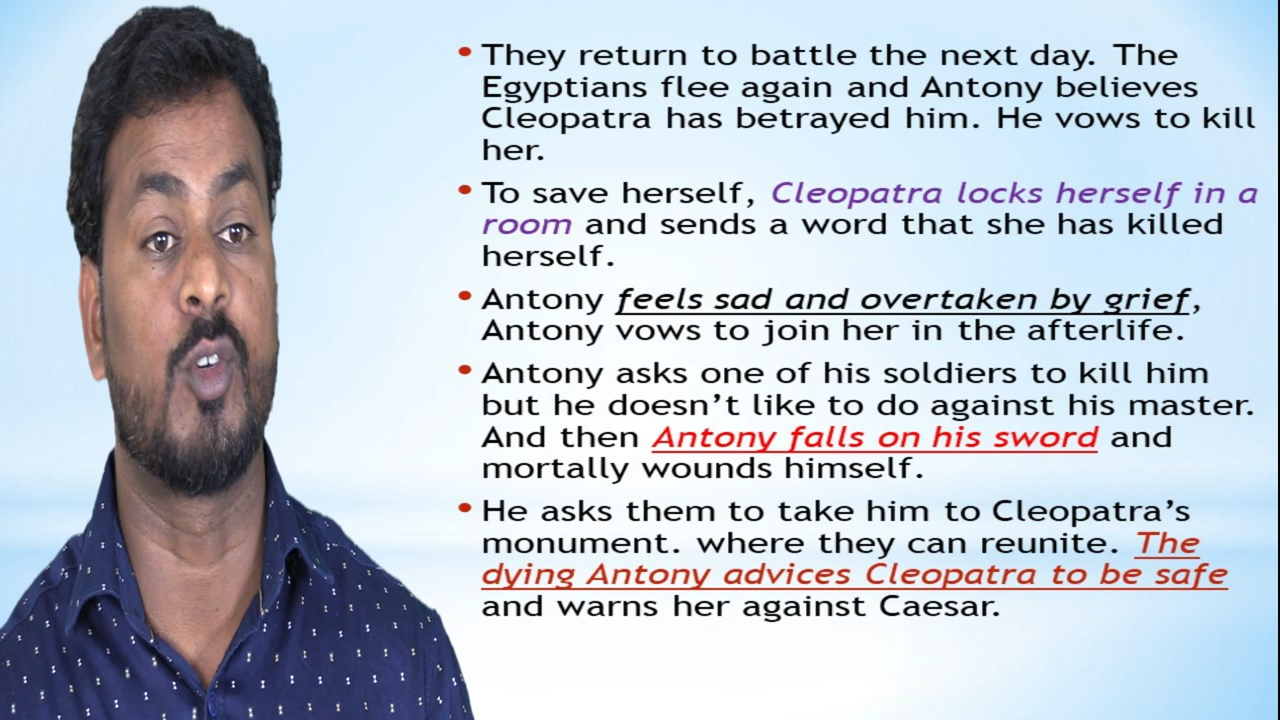 • They return to battle the next day. The
Egyptians flee again and Antony believes
Cleopatra has betrayed him. He vows to kill
her.
• To save herself, Cleopatra locks herself in a
room and sends a word that she has killed
herself.
• Antony feels sad and overtaken by grief,
Antony vows to join her in the afterlife.
• Antony asks one of his soldiers to kill him
but he doesn’t like to do against his master.
And then Antony falls on his sword and
mortally wounds himself.
• He asks them to take him to Cleopatra’s
monument. where they can reunite. The
dying Antony advices Cleopatra to be safe
and warns her against Caesar.